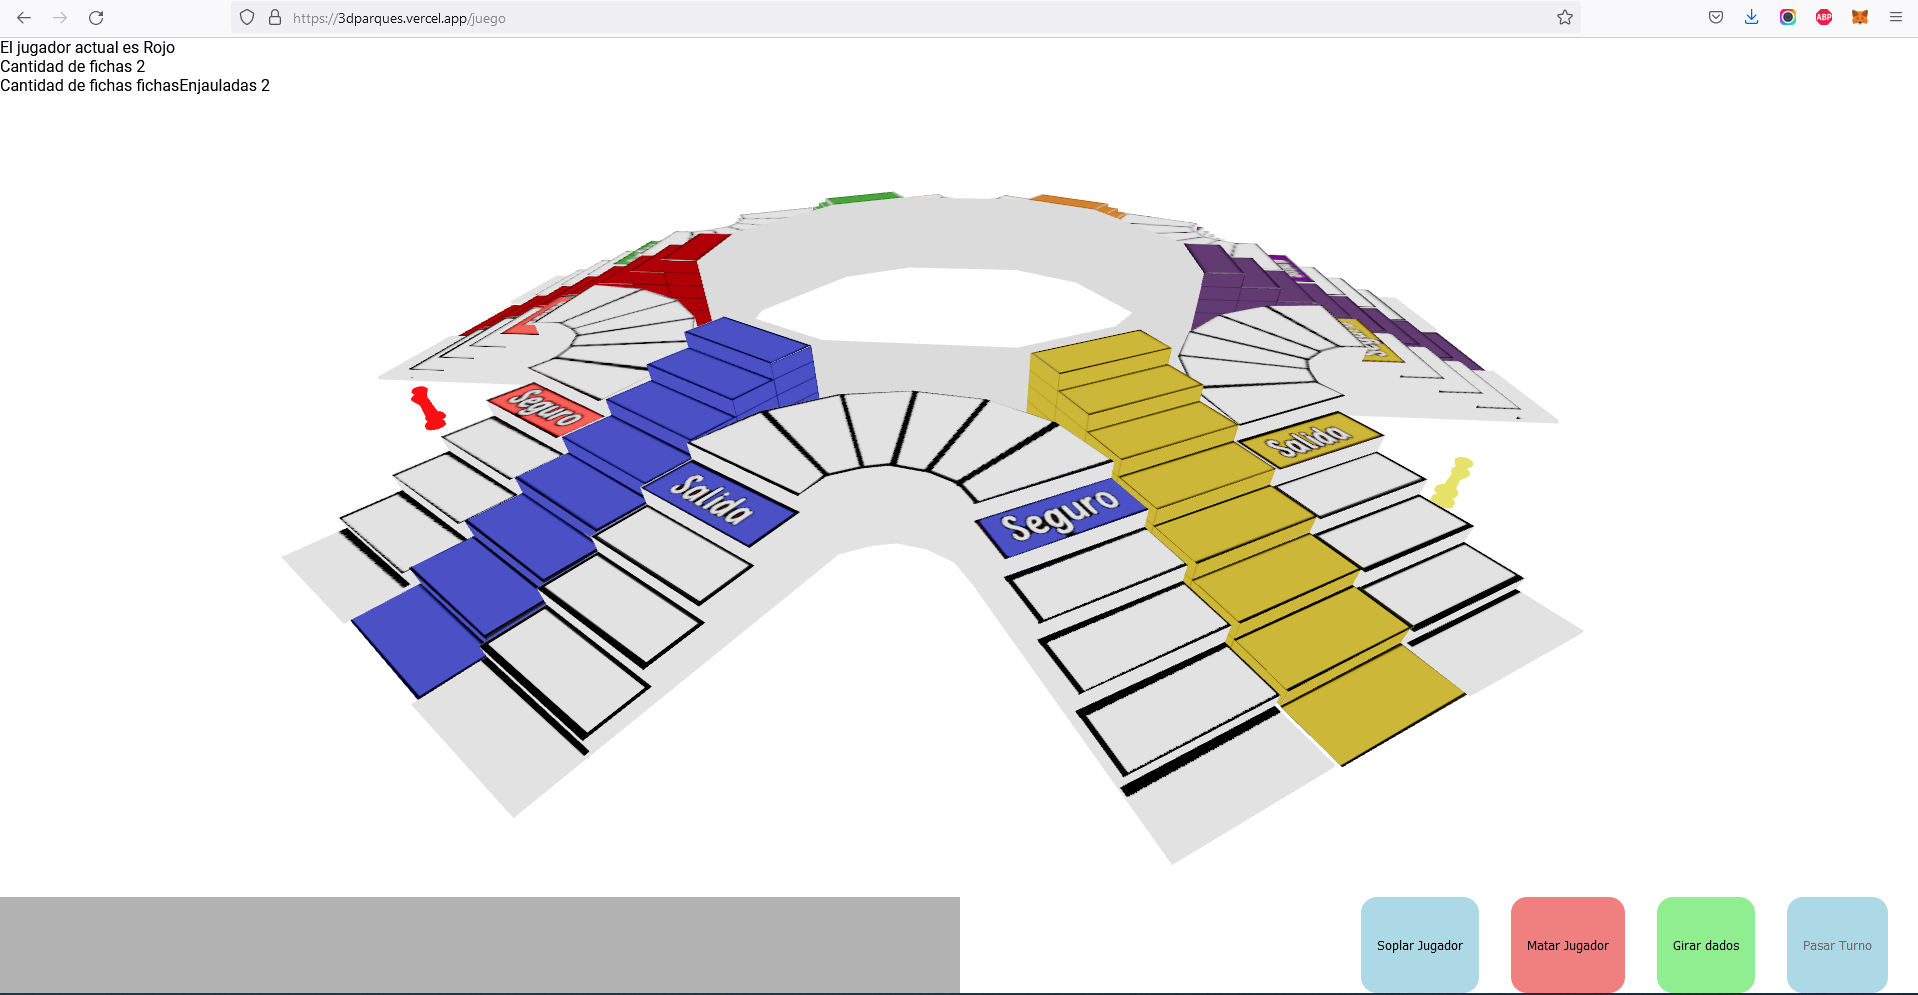 https://3dparques.vercel.app/juego
ABP
El jugador actual es Rojo
Cantidad de fichas 2
Cantidad de fichas fichasEnjauladas 2
Seguro
Salida
Seguro
Salida
Soplar Jugador
Matar Jugador
Girar dados
Pasar Turno